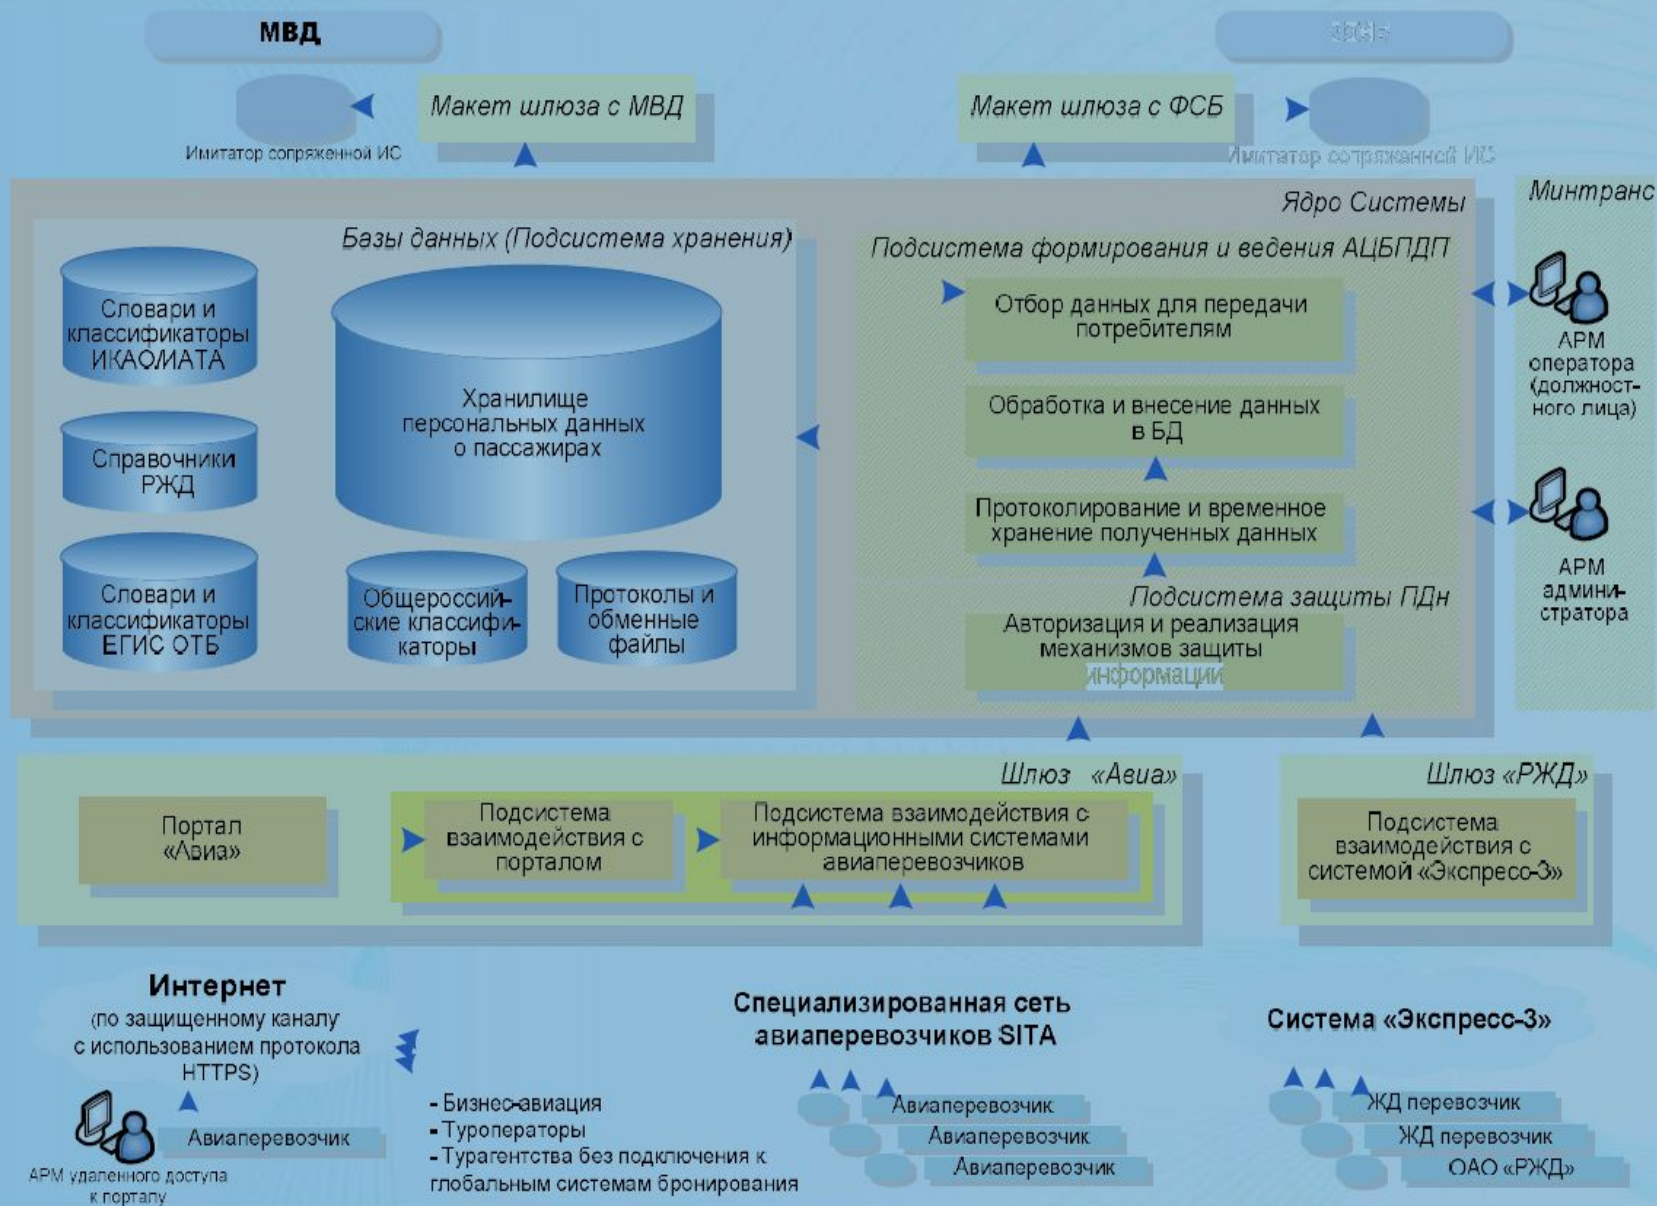 МВД
Макет шлюза с МВД
Макет шлюза с ФСБ
Имитатор сопряженной ИС
Имитатор сопряжанной ИС
Ядро Системы
Минтранс
Базы данных (Подсистема хранения)
Подсистема формирования и ведения АЦБПДП
Словари и
классификаторы
ИКАО/ИАТА
Справочники
РЖД
Словари и
классификаторы
ЕГИС ОТБ
Хранилище
персональных данных
о пассажирах
Общероссий-
ские классифи-
каторы
Протоколы и
обменные
файлы
Отбор данных для передачи
потребителям
Обработка и внесение данных
в БД
Протоколирование и временное
хранение полученных данных
Подсистема защиты ПДн
Авторизация и реализация
механизмов защиты
информации
АРМ
оператора
(должност-
ного лица)
АРМ
админи-
стратора
Шлюз «Авиа»
Портал
«Авиа»
Подсистема
взаимодействия с
порталом
Подсистема взаимодействия с
информационными системами
авиаперевозчиков
Шлюз «РЖД»
Подсистема
взаимодействия с
системой «Экспресс-3»
Интернет
(по защищенному каналу
с использованием протокола
HTTPS)
Авиаперевозчик
АРМ удаленного доступа
к порталу
- Бизнес-авиация
- Туроператоры
- Турагентства без подключения к
глобальным системам бронирования
Специализированная сеть
авиаперевозчиков SITA
Авиаперевозчик
Авиаперевозчик
Авиаперевозчик
Система «Экспресс-3»
ЖД перевозчик
ЖД перевозчик
ОАО «РЖД»